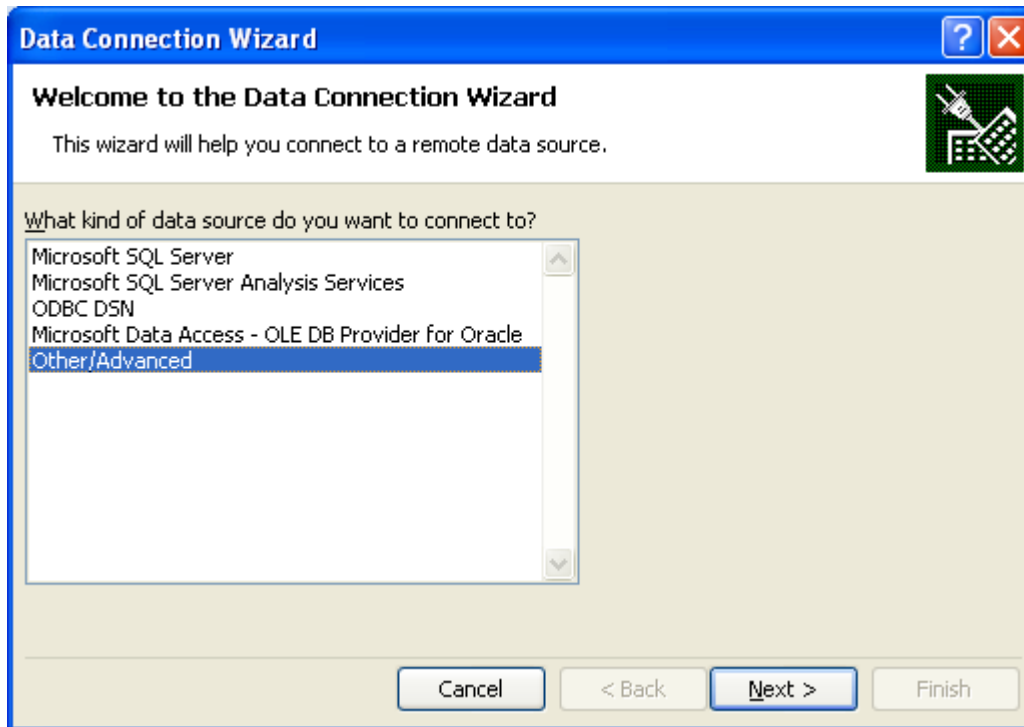 Data Connection Wizard
Welcome to the Data Connection Wizard
This wizard will help you connect to a remote data source.
What kind of data source do you want to connect to?
Microsoft SQL Server
Microsoft SQL Server Analysis Services
ODBC DSN
Microsoft Data Access - OLE DB Provider for Oracle
Other/Advanced
Cancel < Back Next > Finish